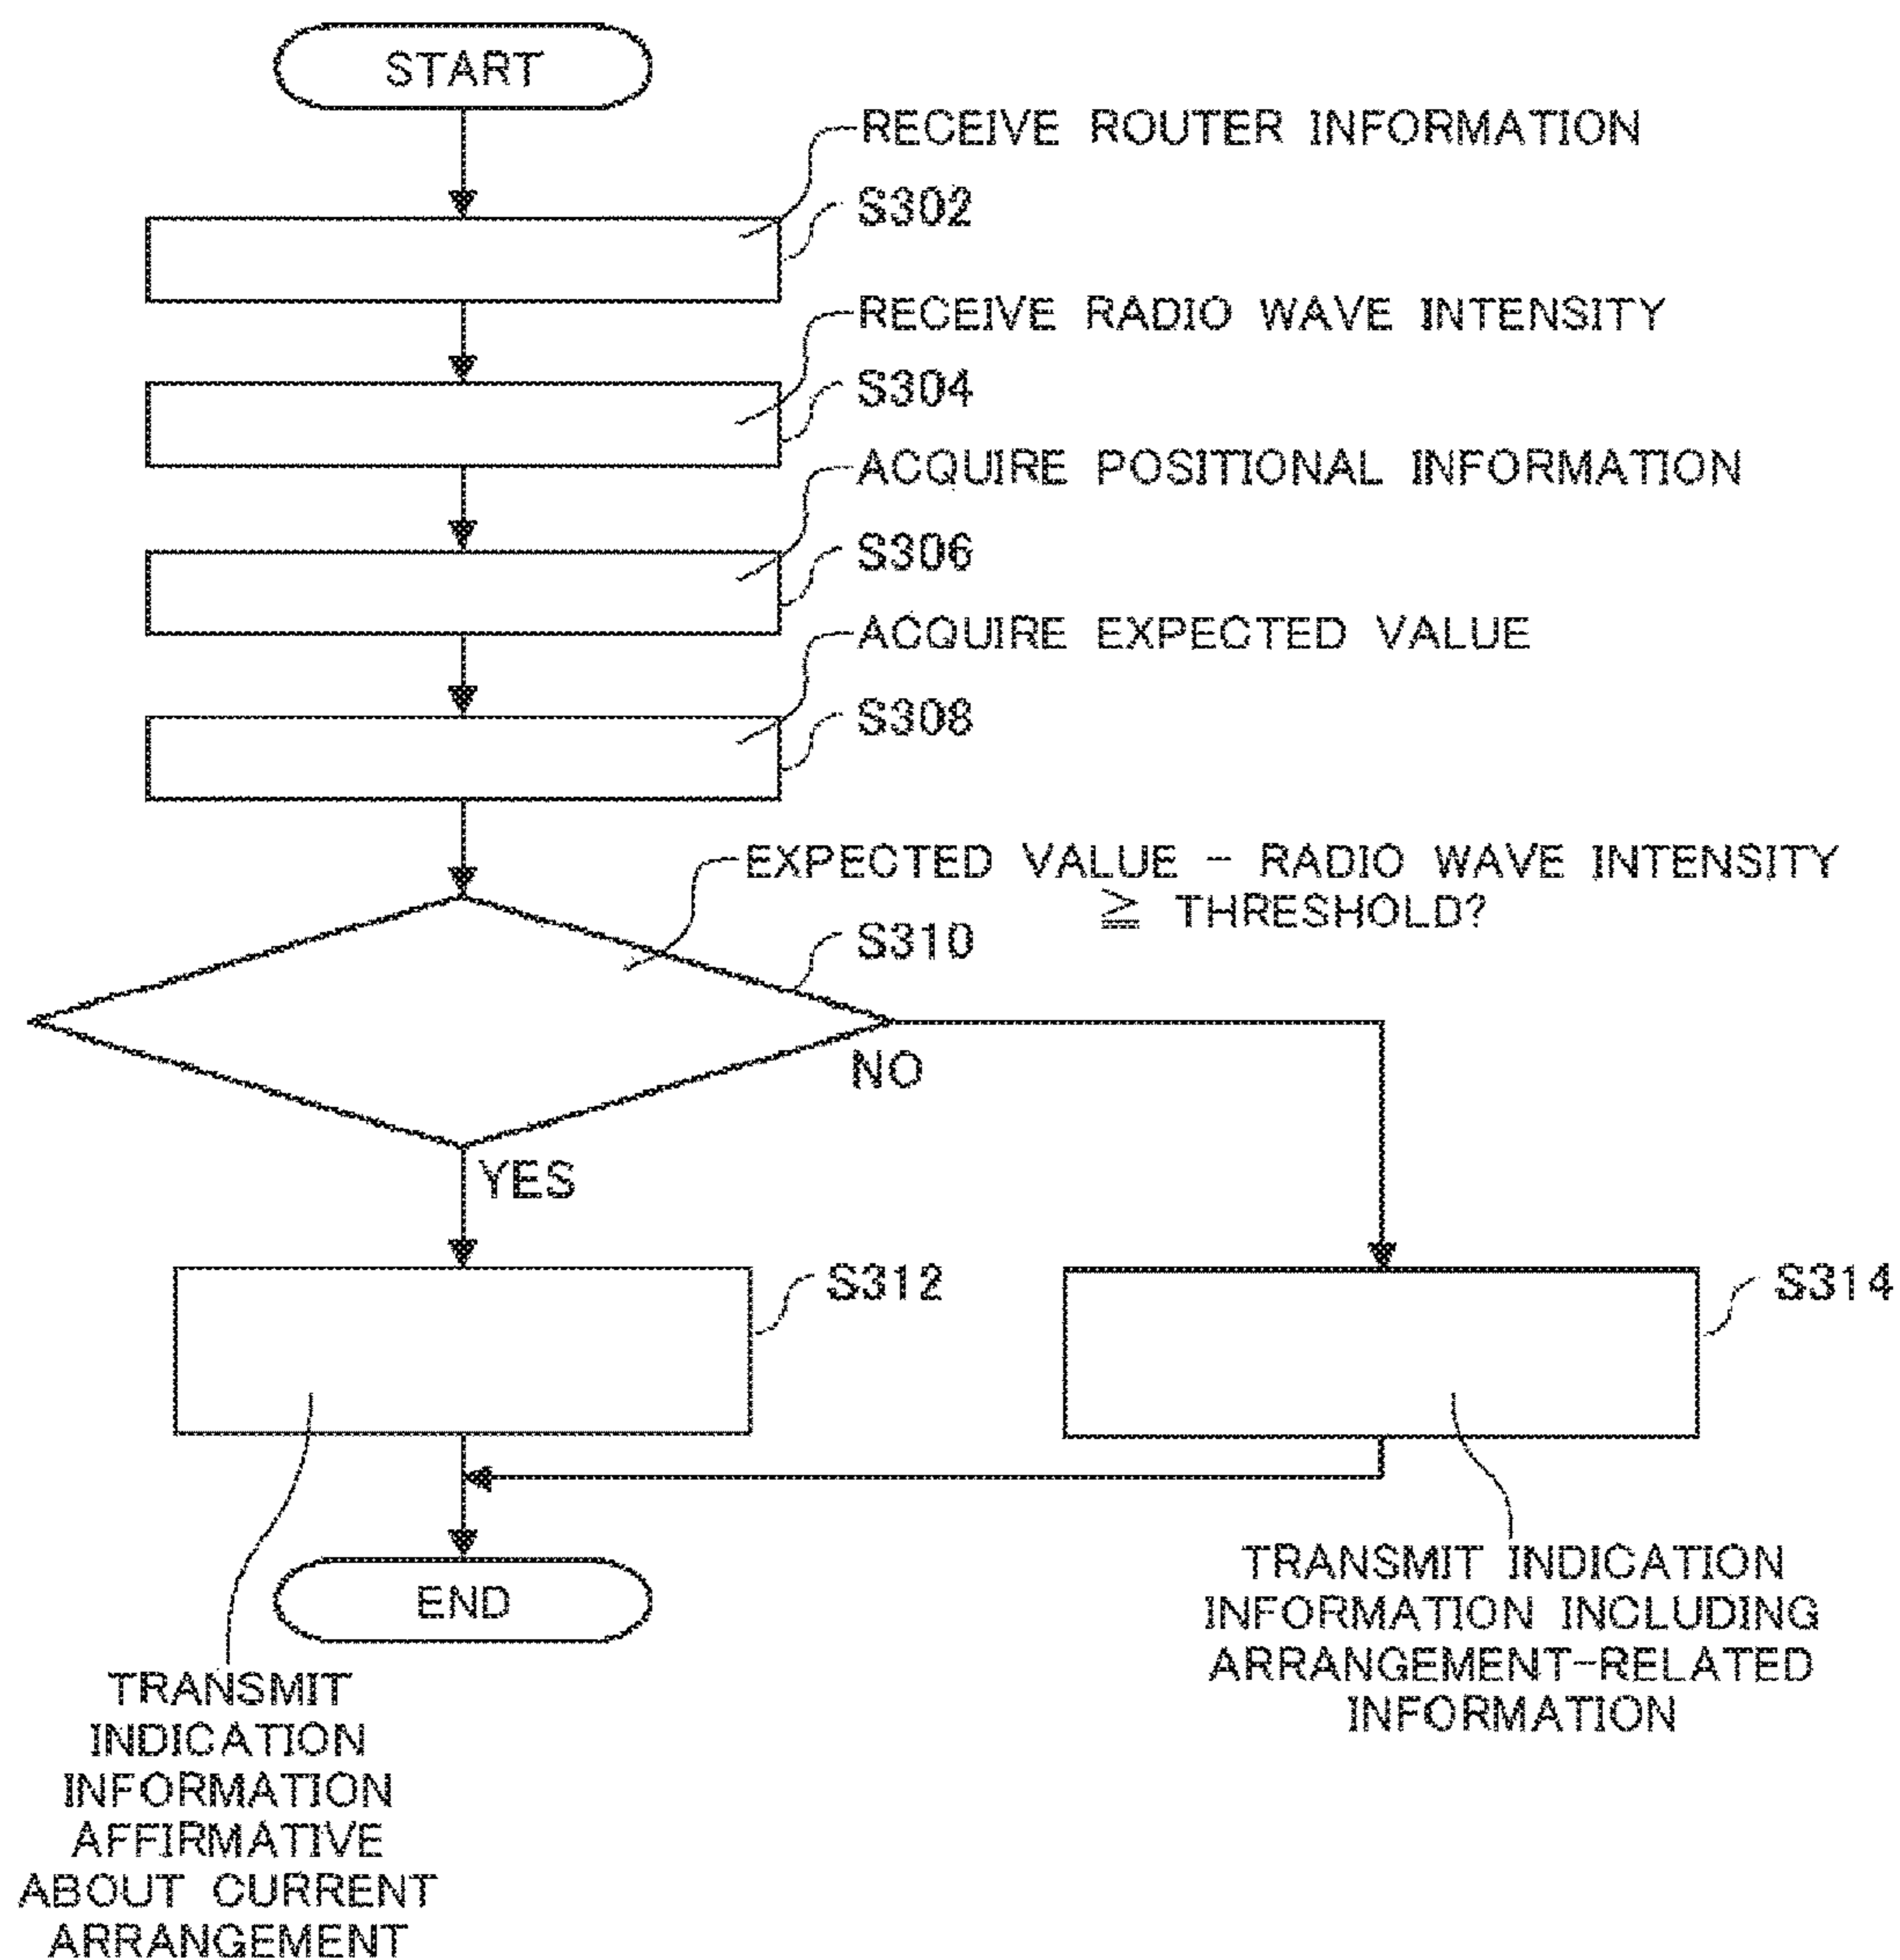 START
RECEIVE ROUTER INFORMATION
S302
RECEIVE RADIO WAVE INTENSITY
S304
ACQUIRE POSITIONAL INFORMATION
S306
ACQUIRE EXPECTED VALUE
S308
EXPECTED VALUE - RADIO WAVE INTENSITY
≧ THRESHOLD?
S310
NO
YES
S312
S314
END
TRANSMIT
INDICATION
INFORMATION
AFFIRMATIVE
ABOUT CURRENT
ARRANGEMENT
TRANSMIT INDICATION
INFORMATION INCLUDING
ARRANGEMENT-RELATED
INFORMATION